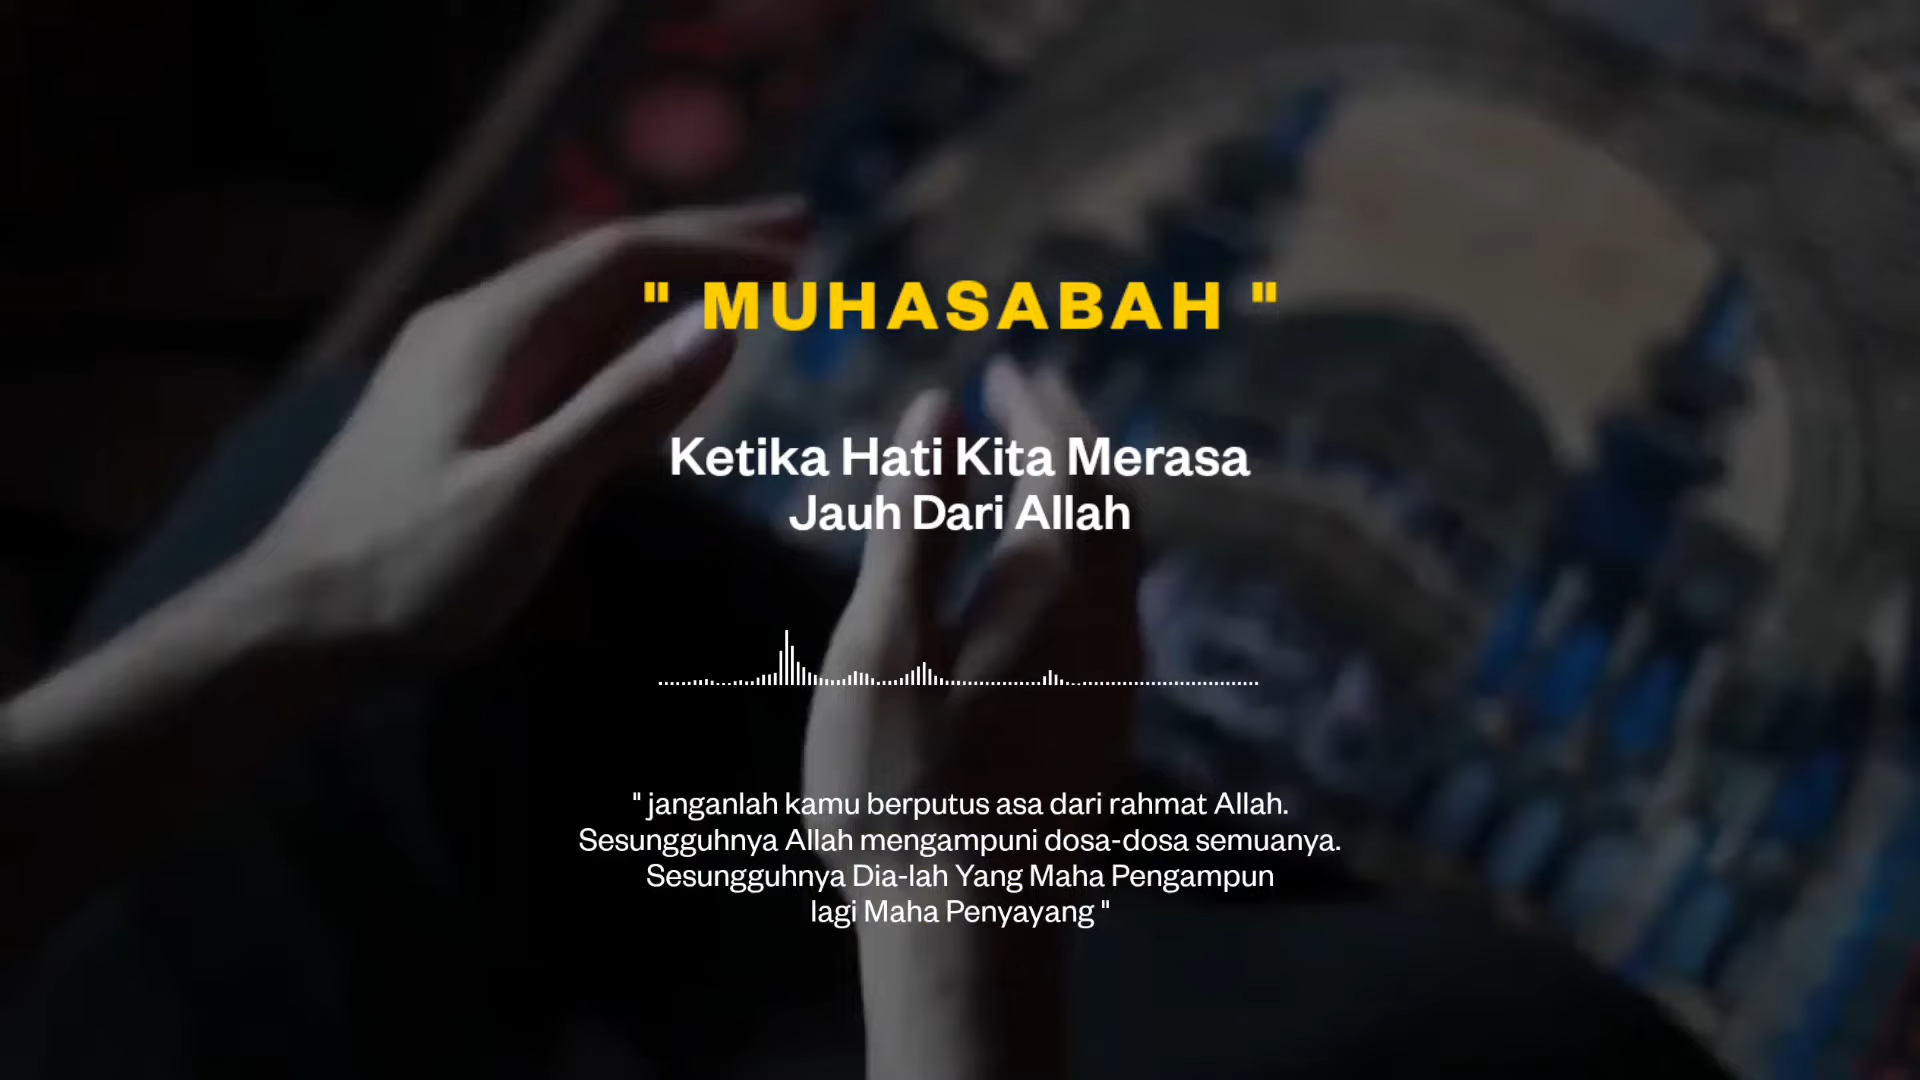 " MUHASABAH "
Ketika Hati Kita Merasa
Jauh Dari Allah
" janganlah kamu berputus asa dari rahmat Allah.
Sesungguhnya Allah mengampuni dosa-dosa semuanya.
Sesungguhnya Dia-lah Yang Maha Pengampun
lagi Maha Penyayang "